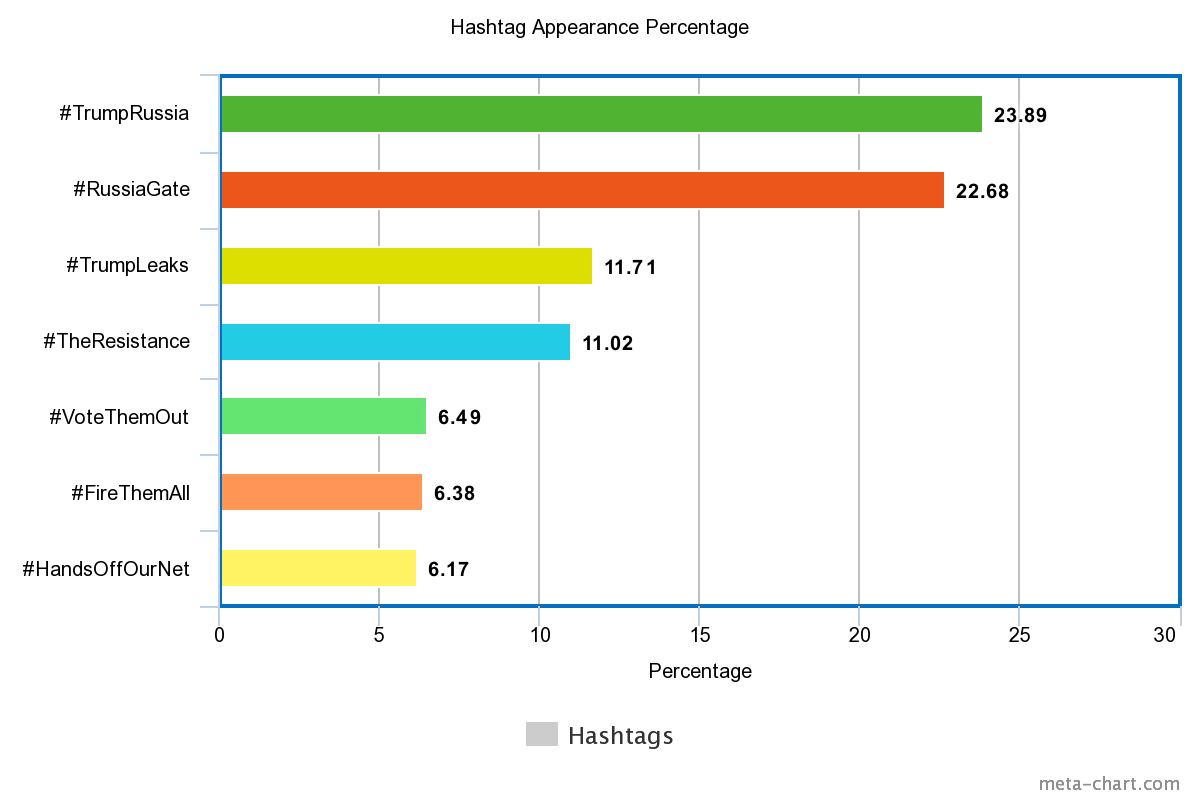 Hashtag Appearance Percentage
#TrumpRussia
23.89
#RussiaGate
22.68
#TrumpLeaks
11.71
#TheResistance
11.02
#VoteThemOut
6.49
#FireThemAll
6.38
#HandsOffOurNet
6.17
0 5 10 15 20 25 30
Percentage
Hashtags
meta-chart.com